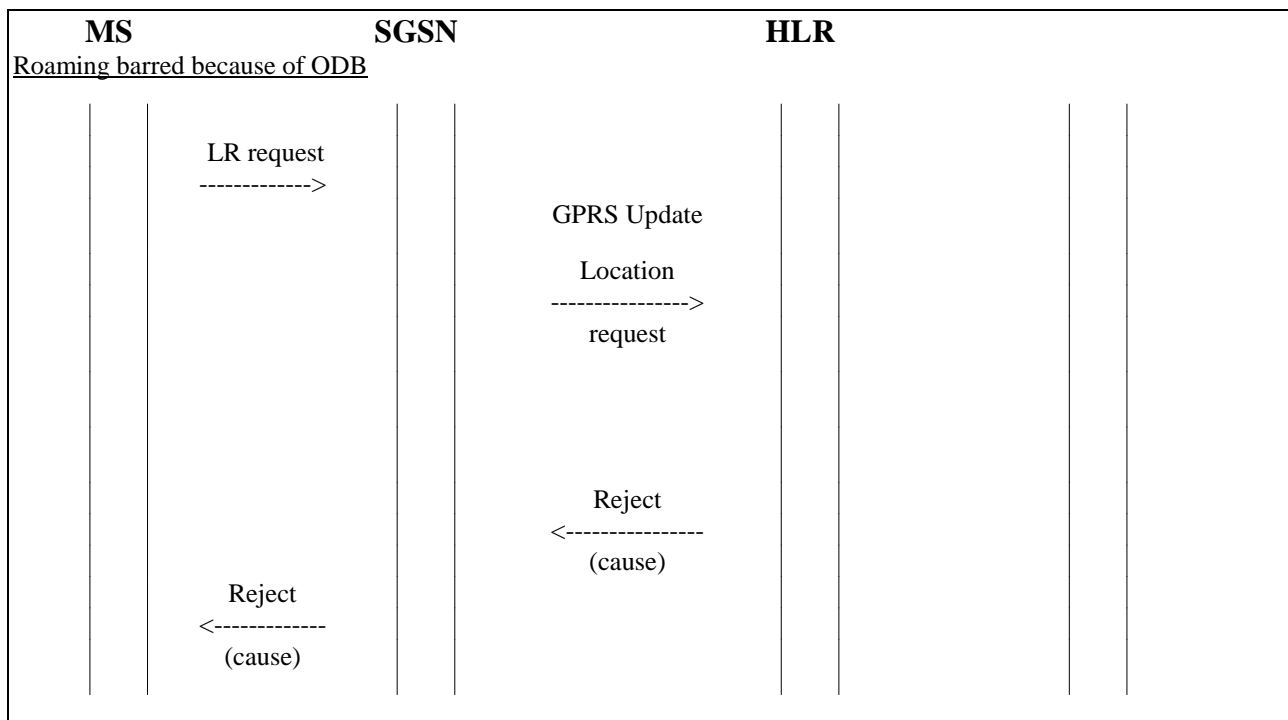 MS SGSN HLR
Roaming barred because of ODB
LR request
------------->
GPRS Update
Location
---------------->
request
Reject
<----------------
(cause)
Reject
<-------------
(cause)